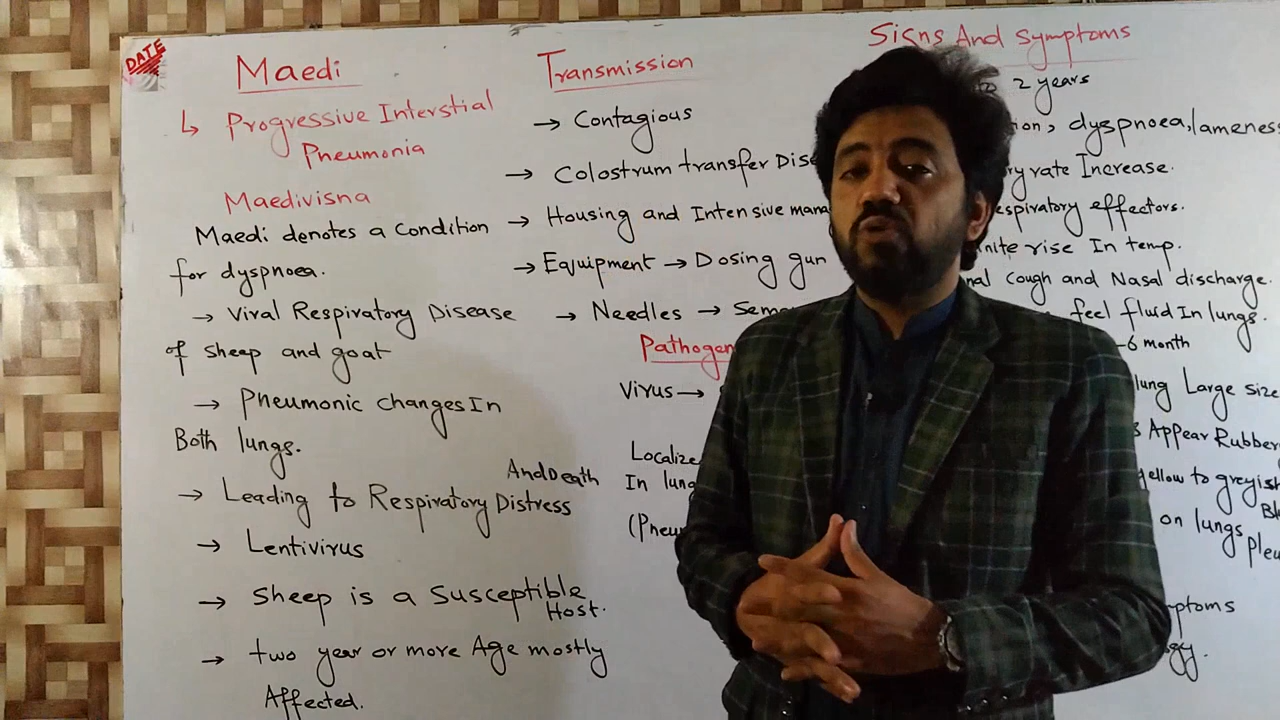 DATE
Maedi
↳ Progressive Interstial
Pneumonia
Maedivisna
Maedi denotes a Condition
for dyspnoea.
→ Viral Respiratory Disease
of sheep and goat
→ Pneumonic changes In
Both lungs.
→ Leading to Respiratory Distress And Death
→ Lentivirus
→ Sheep is a Susceptible
Host.
→ two year or more Age mostly
Affected.
Transmission
→ Contagious
→ Colostrum transfer
→ Housing and Intensive
→ Equipment → Dosing gun
→ Needles →
Virus →
In
Signs And Symptoms
2 years
dyspnoea, lameness
rate Increase.
effectors.
rise In temp.
Cough and Nasal discharge.
feel fluid In lungs.
6 month
lung Large size
Appear Rubber
to greyish
on lungs